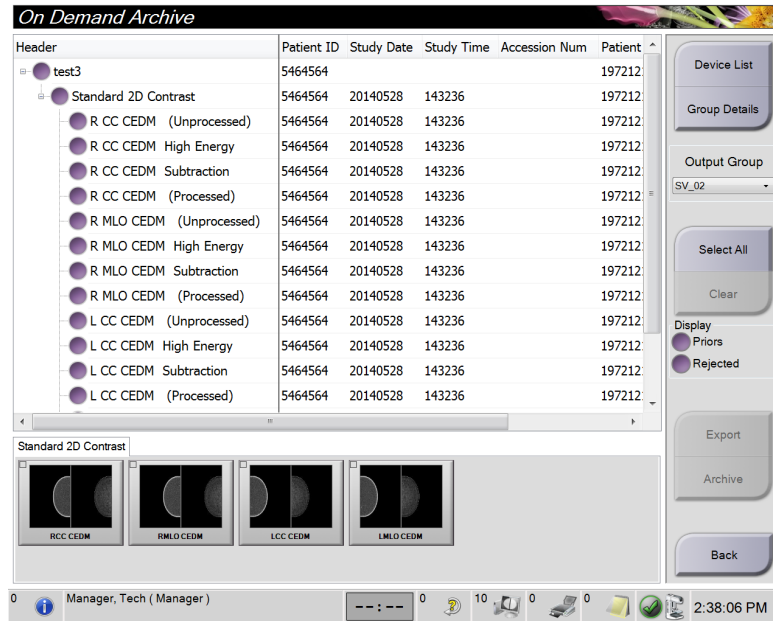 On Demand Archive
Header Patient ID Study Date Study Time Accession Num Patient
test3 5464564 197212
Standard 2D Contrast 5464564 20140528 143236 197212
R CC CEDM (Unprocessed) 5464564 20140528 143236 197212
R CC CEDM High Energy 5464564 20140528 143236 197212
R CC CEDM Subtraction 5464564 20140528 143236 197212
R CC CEDM (Processed) 5464564 20140528 143236 197212
R MLO CEDM (Unprocessed) 5464564 20140528 143236 197212
R MLO CEDM High Energy 5464564 20140528 143236 197212
R MLO CEDM Subtraction 5464564 20140528 143236 197212
R MLO CEDM (Processed) 5464564 20140528 143236 197212
L CC CEDM (Unprocessed) 5464564 20140528 143236 197212
L CC CEDM High Energy 5464564 20140528 143236 197212
L CC CEDM Subtraction 5464564 20140528 143236 197212
L CC CEDM (Processed) 5464564 20140528 143236 197212
Standard 2D Contrast
RCC CEDM RMLO CEDM LCC CEDM LMLO CEDM
Device List
Group Details
Output Group
SV_02
Select All
Clear
Display
Priors
Rejected
Export
Archive
Back
0 Manager, Tech ( Manager ) --:-- 0 10 0 0 2:38:06 PM